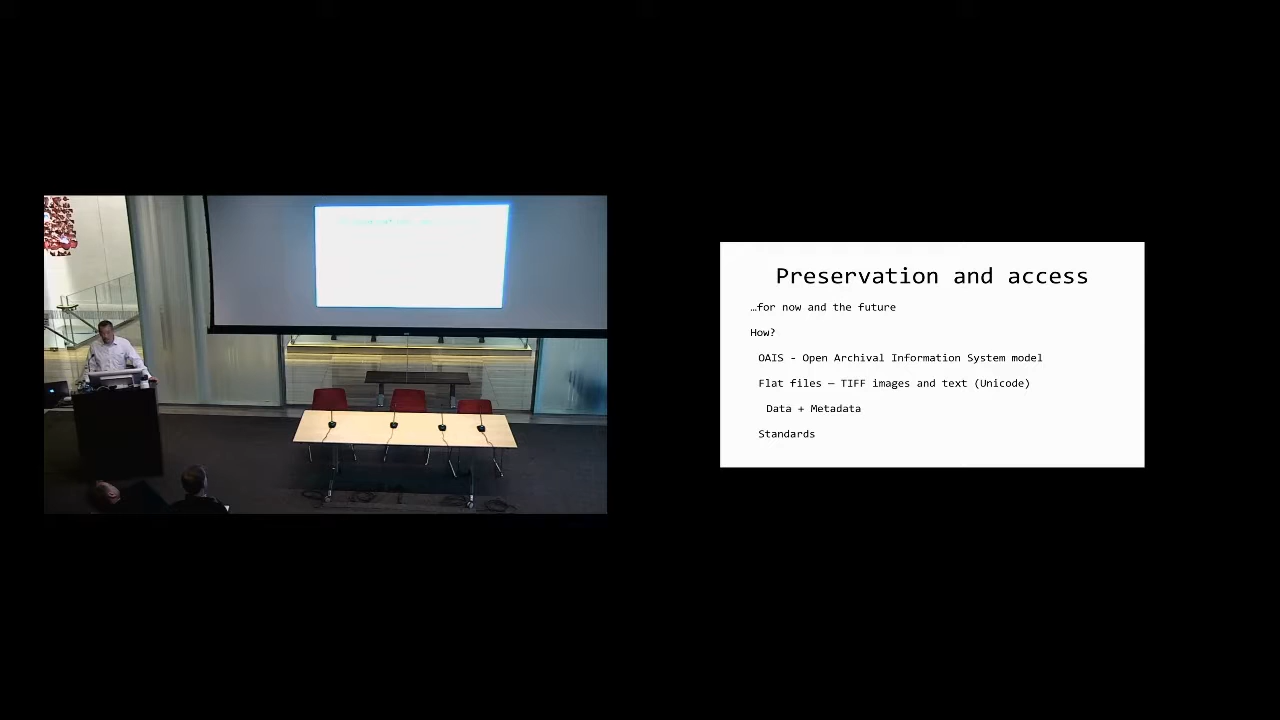 Preservation and access
…for now and the future
How?
OAIS - Open Archival Information System model
Flat files — TIFF images and text (Unicode)
Data + Metadata
Standards